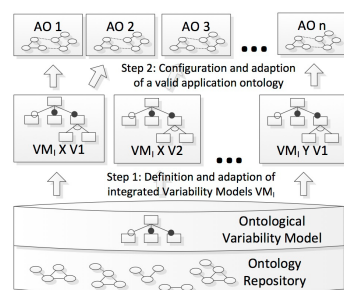 AO 1
AO 2
AO 3
AO n
Step 2: Configuration and adaption
of a valid application ontology
VMI X V1
VMI X V2
VMI Y V1
Step 1: Definition and adaption of
integrated Variability Models VMI
Ontological
Variability Model
Ontology
Repository